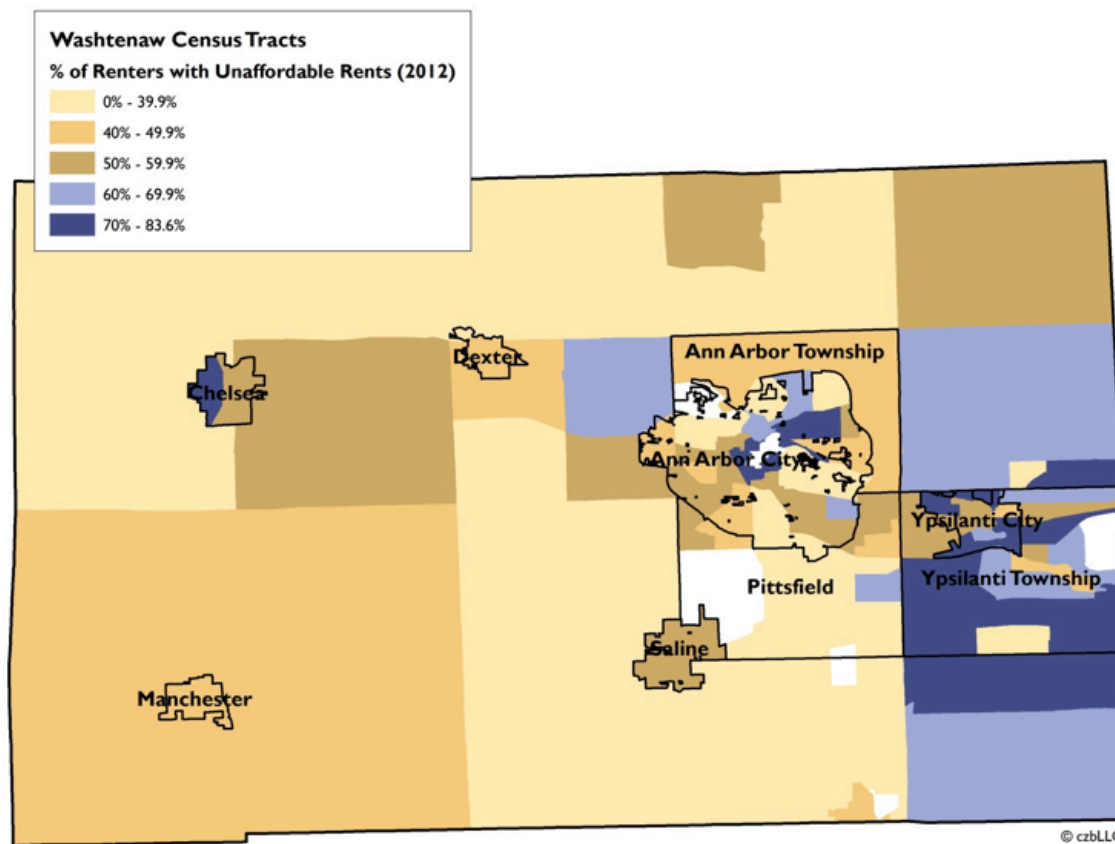 Washtenaw Census Tracts
% of Renters with Unaffordable Rents (2012)
0% - 39.9%
40% - 49.9%
50% - 59.9%
60% - 69.9%
70% - 83.6%
Ann Arbor Township
Dexter
Chelsea
Ann Arbor City
Ypsilanti City
Ypsilanti Township
Pittsfield
Saline
Manchester
© czbLLC